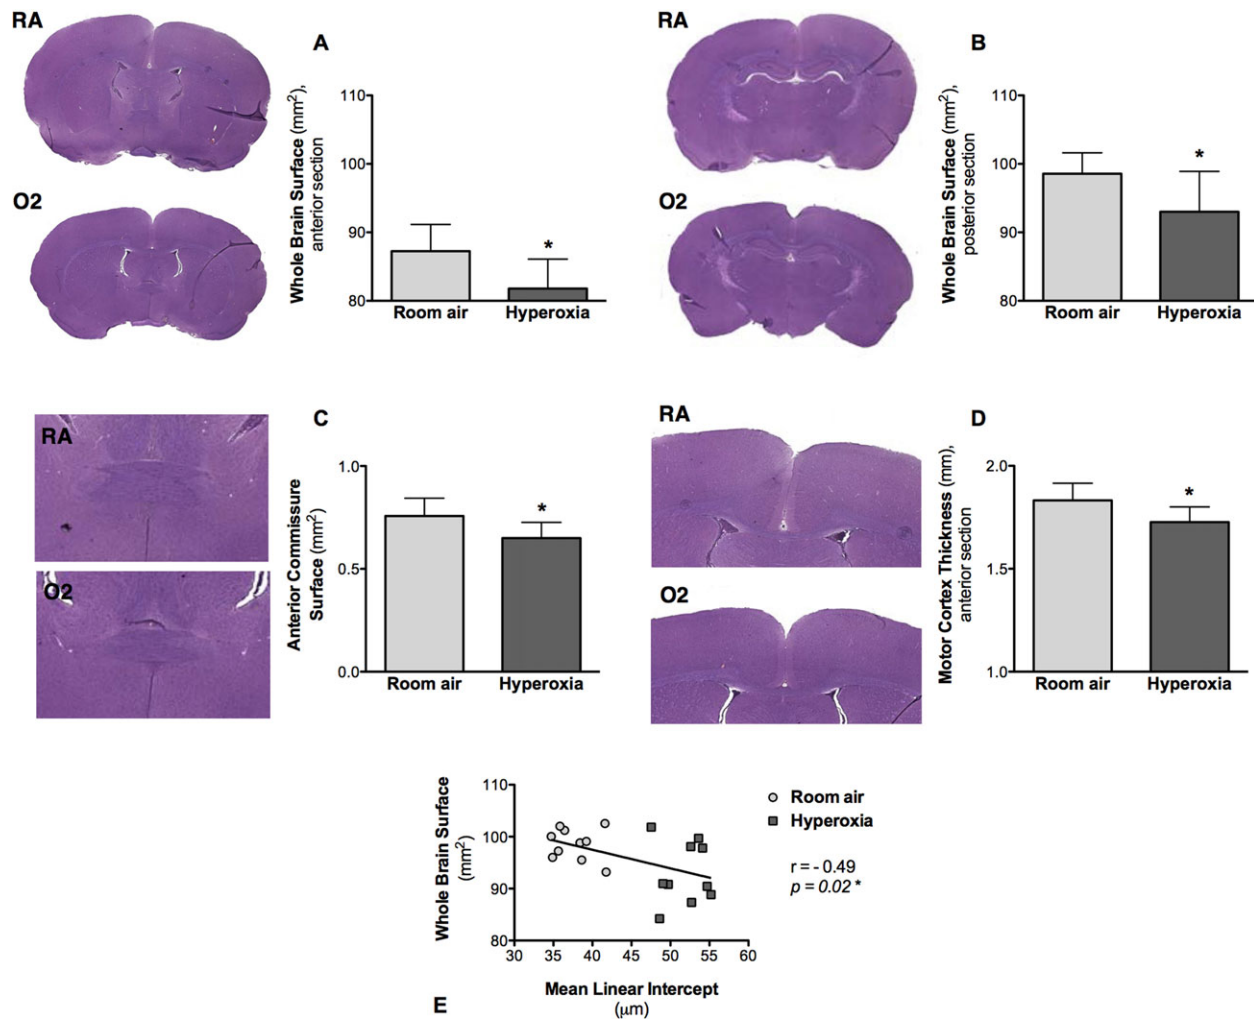 RA
A
Whole Brain Surface (mm²),
anterior section
110
100
90
80
*
Room air
Hyperoxia
O2
RA
B
Whole Brain Surface (mm²),
posterior section
110
100
90
80
*
Room air
Hyperoxia
O2
RA
C
Anterior Commissure
Surface (mm²)
1.0
0.5
0.0
*
Room air
Hyperoxia
O2
RA
D
Motor Cortex Thickness (mm),
anterior section
2.0
1.5
1.0
*
Room air
Hyperoxia
O2
Whole Brain Surface
(mm²)
110
100
90
80
30 35 40 45 50 55 60
Mean Linear Intercept
(μm)
Room air
Hyperoxia
r = - 0.49
p = 0.02 *
E